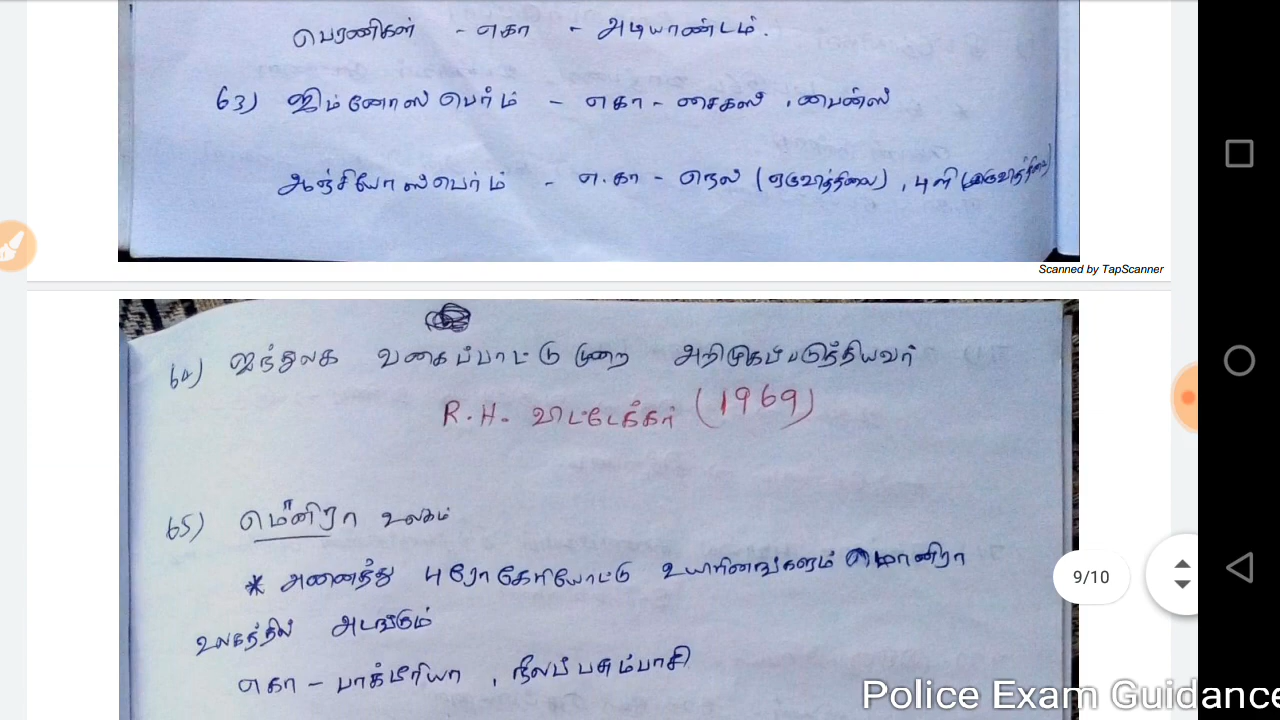 பெரணிகள் - எகா - அடியாண்டம்.
63) ஜிம்னோஸ்பெர்ம் - எகா - சைகஸ், பைன்ஸ்
ஆஞ்சியோஸ்பெர்ம் - எ.கா - நெல் (ஒருவித்திலை), புளி (இருவித்திலை)
Scanned by TapScanner
64) ஐந்துலக வகைப்பாட்டு முறை அறிமுகப்படுத்தியவர்
R.H. விட்டேக்கர் (1969)
65) மெனிரா உலகம்
* அனைத்து புரோகேரியோட்டு உயிரினங்களும் மொனிரா
உலகத்தில் அடங்கும்
எகா - பாக்டீரியா, நீலப்பசும்பாசி
9/10
Police Exam Guidance